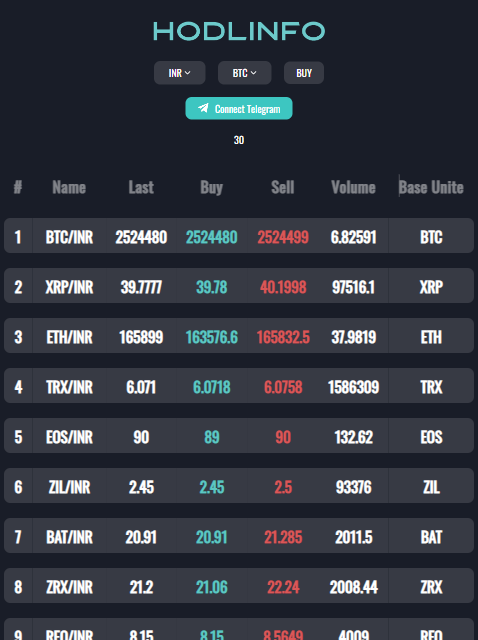 HODLINFO
INR BTC BUY
Connect Telegram
30
# Name Last Buy Sell Volume Base Unite
1 BTC/INR 2524480 2524480 2524499 6.82591 BTC
2 XRP/INR 39.7777 39.78 40.1998 97516.1 XRP
3 ETH/INR 165899 163576.6 165832.5 37.9819 ETH
4 TRX/INR 6.071 6.0718 6.0758 1586309 TRX
5 EOS/INR 90 89 90 132.62 EOS
6 ZIL/INR 2.45 2.45 2.5 93376 ZIL
7 BAT/INR 20.91 20.91 21.285 2011.5 BAT
8 ZRX/INR 21.2 21.06 22.24 2008.44 ZRX
9 REQ/INR 8.15 8.15 8.5649 4009 REQ